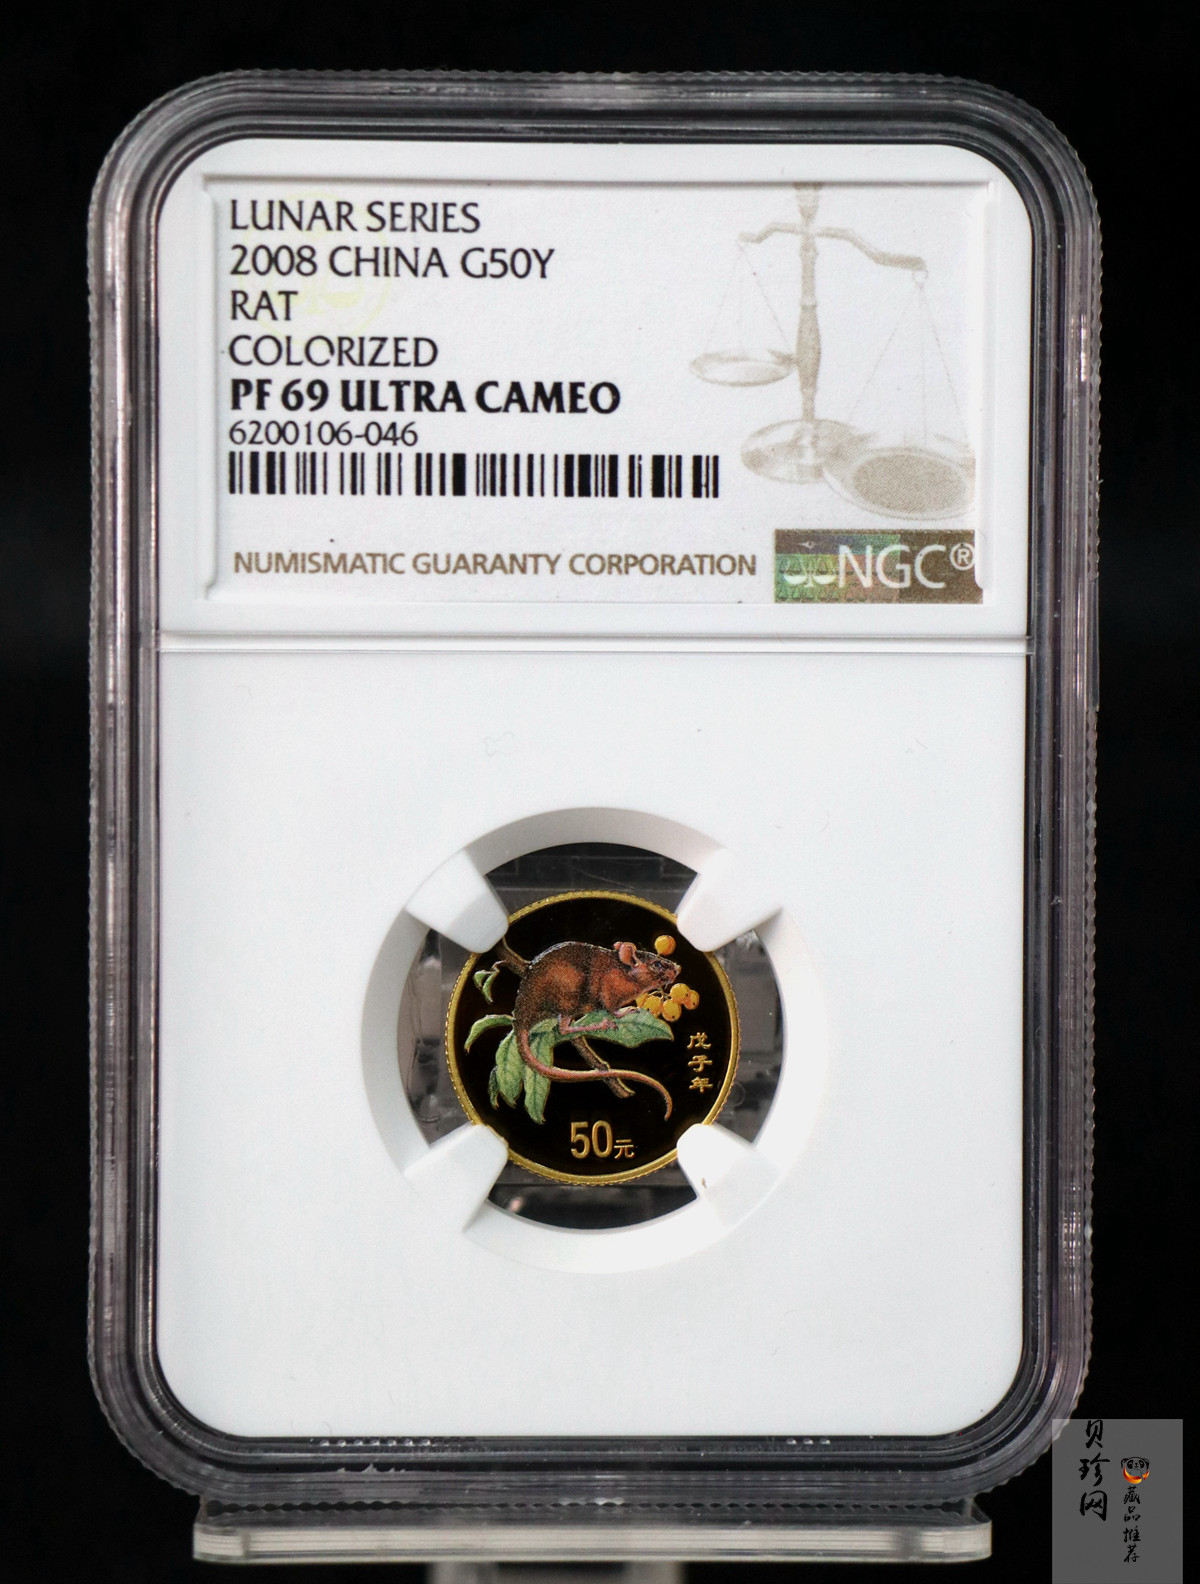 LUNAR SERIES
2008 CHINA G50Y
RAT
COLORIZED
PF 69 ULTRA CAMEO
6200106-046
NUMISMATIC GUARANTY CORPORATION
NGC®
戊子年
50元
贝珍网
藏品推荐